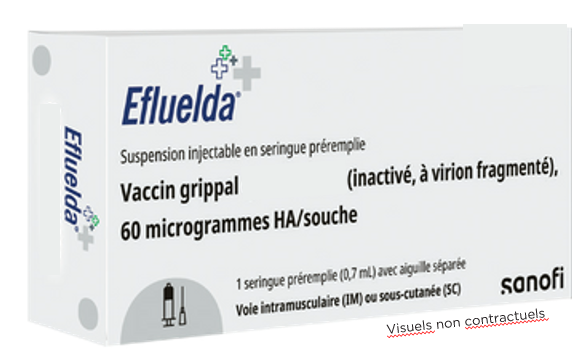 Efluelda®
Suspension injectable en seringue préremplie
Vaccin grippal (inactivé, à virion fragmenté),
60 microgrammes HA/souche
1 seringue préremplie (0,7 mL) avec aiguille séparée
Voie intramusculaire (IM) ou sous-cutanée (SC)
sanofi
Efluelda®
Visuels non contractuels